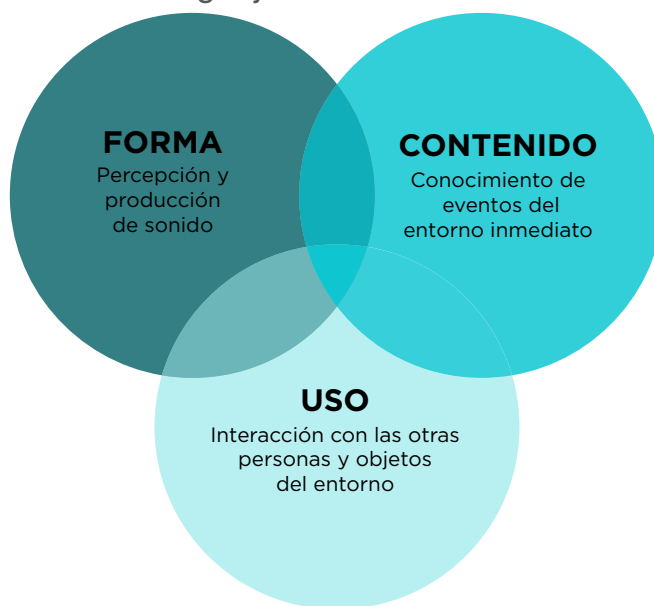 FORMA
Percepción y
producción
de sonido
CONTENIDO
Conocimiento de
eventos del
entorno inmediato
USO
Interacción con las otras
personas y objetos
del entorno